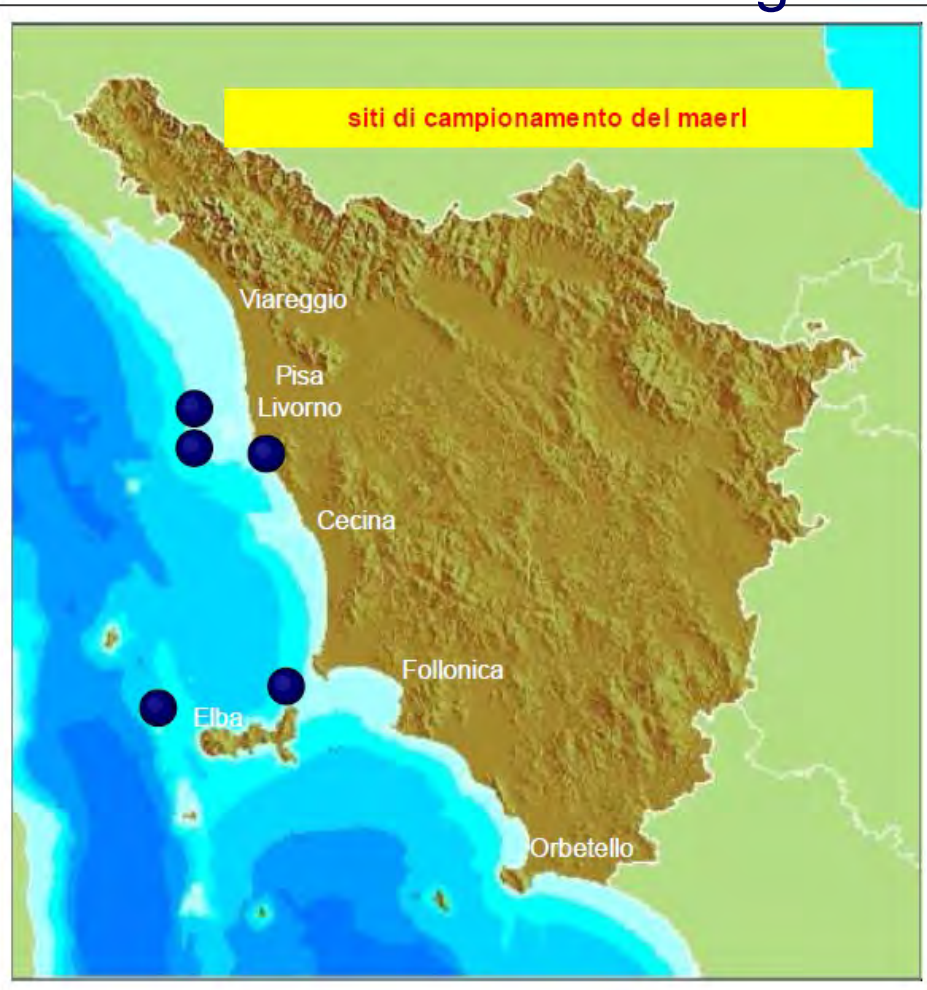 siti di campionamento del maerl
Viareggio
Pisa
Livorno
Cecina
Follonica
Elba
Orbetello